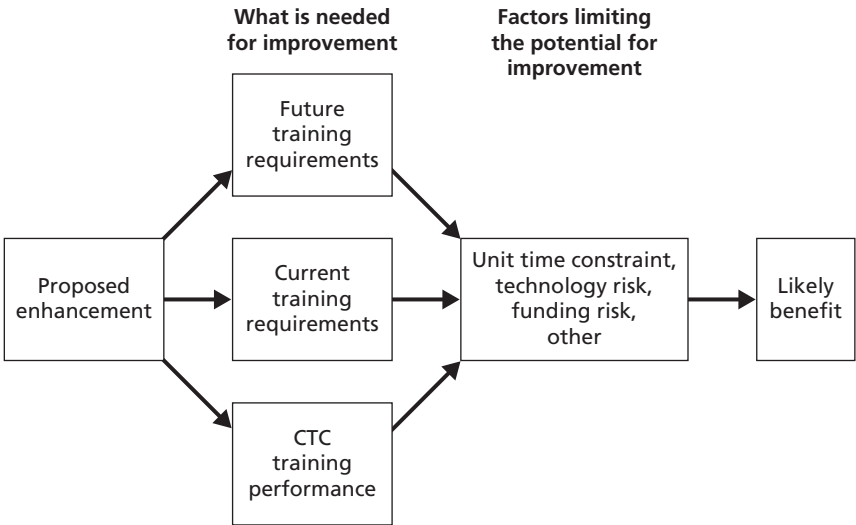 What is needed
for improvement
Factors limiting
the potential for
improvement
Future
training
requirements
Proposed
enhancement
Current
training
requirements
Unit time constraint,
technology risk,
funding risk,
other
Likely
benefit
CTC
training
performance